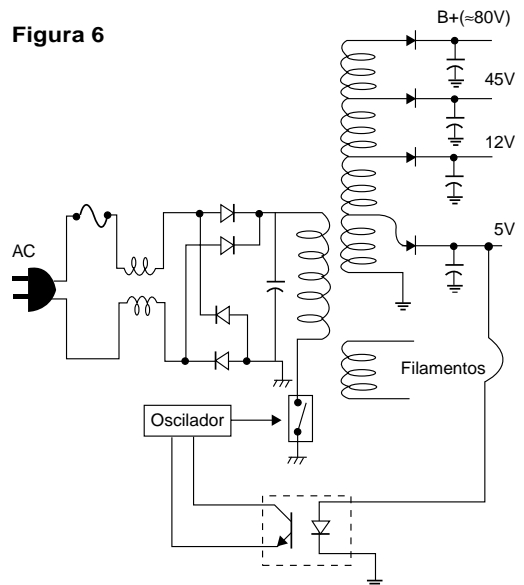 Figura 6
B+(≈80V)
45V
12V
5V
AC
Filamentos
Oscilador